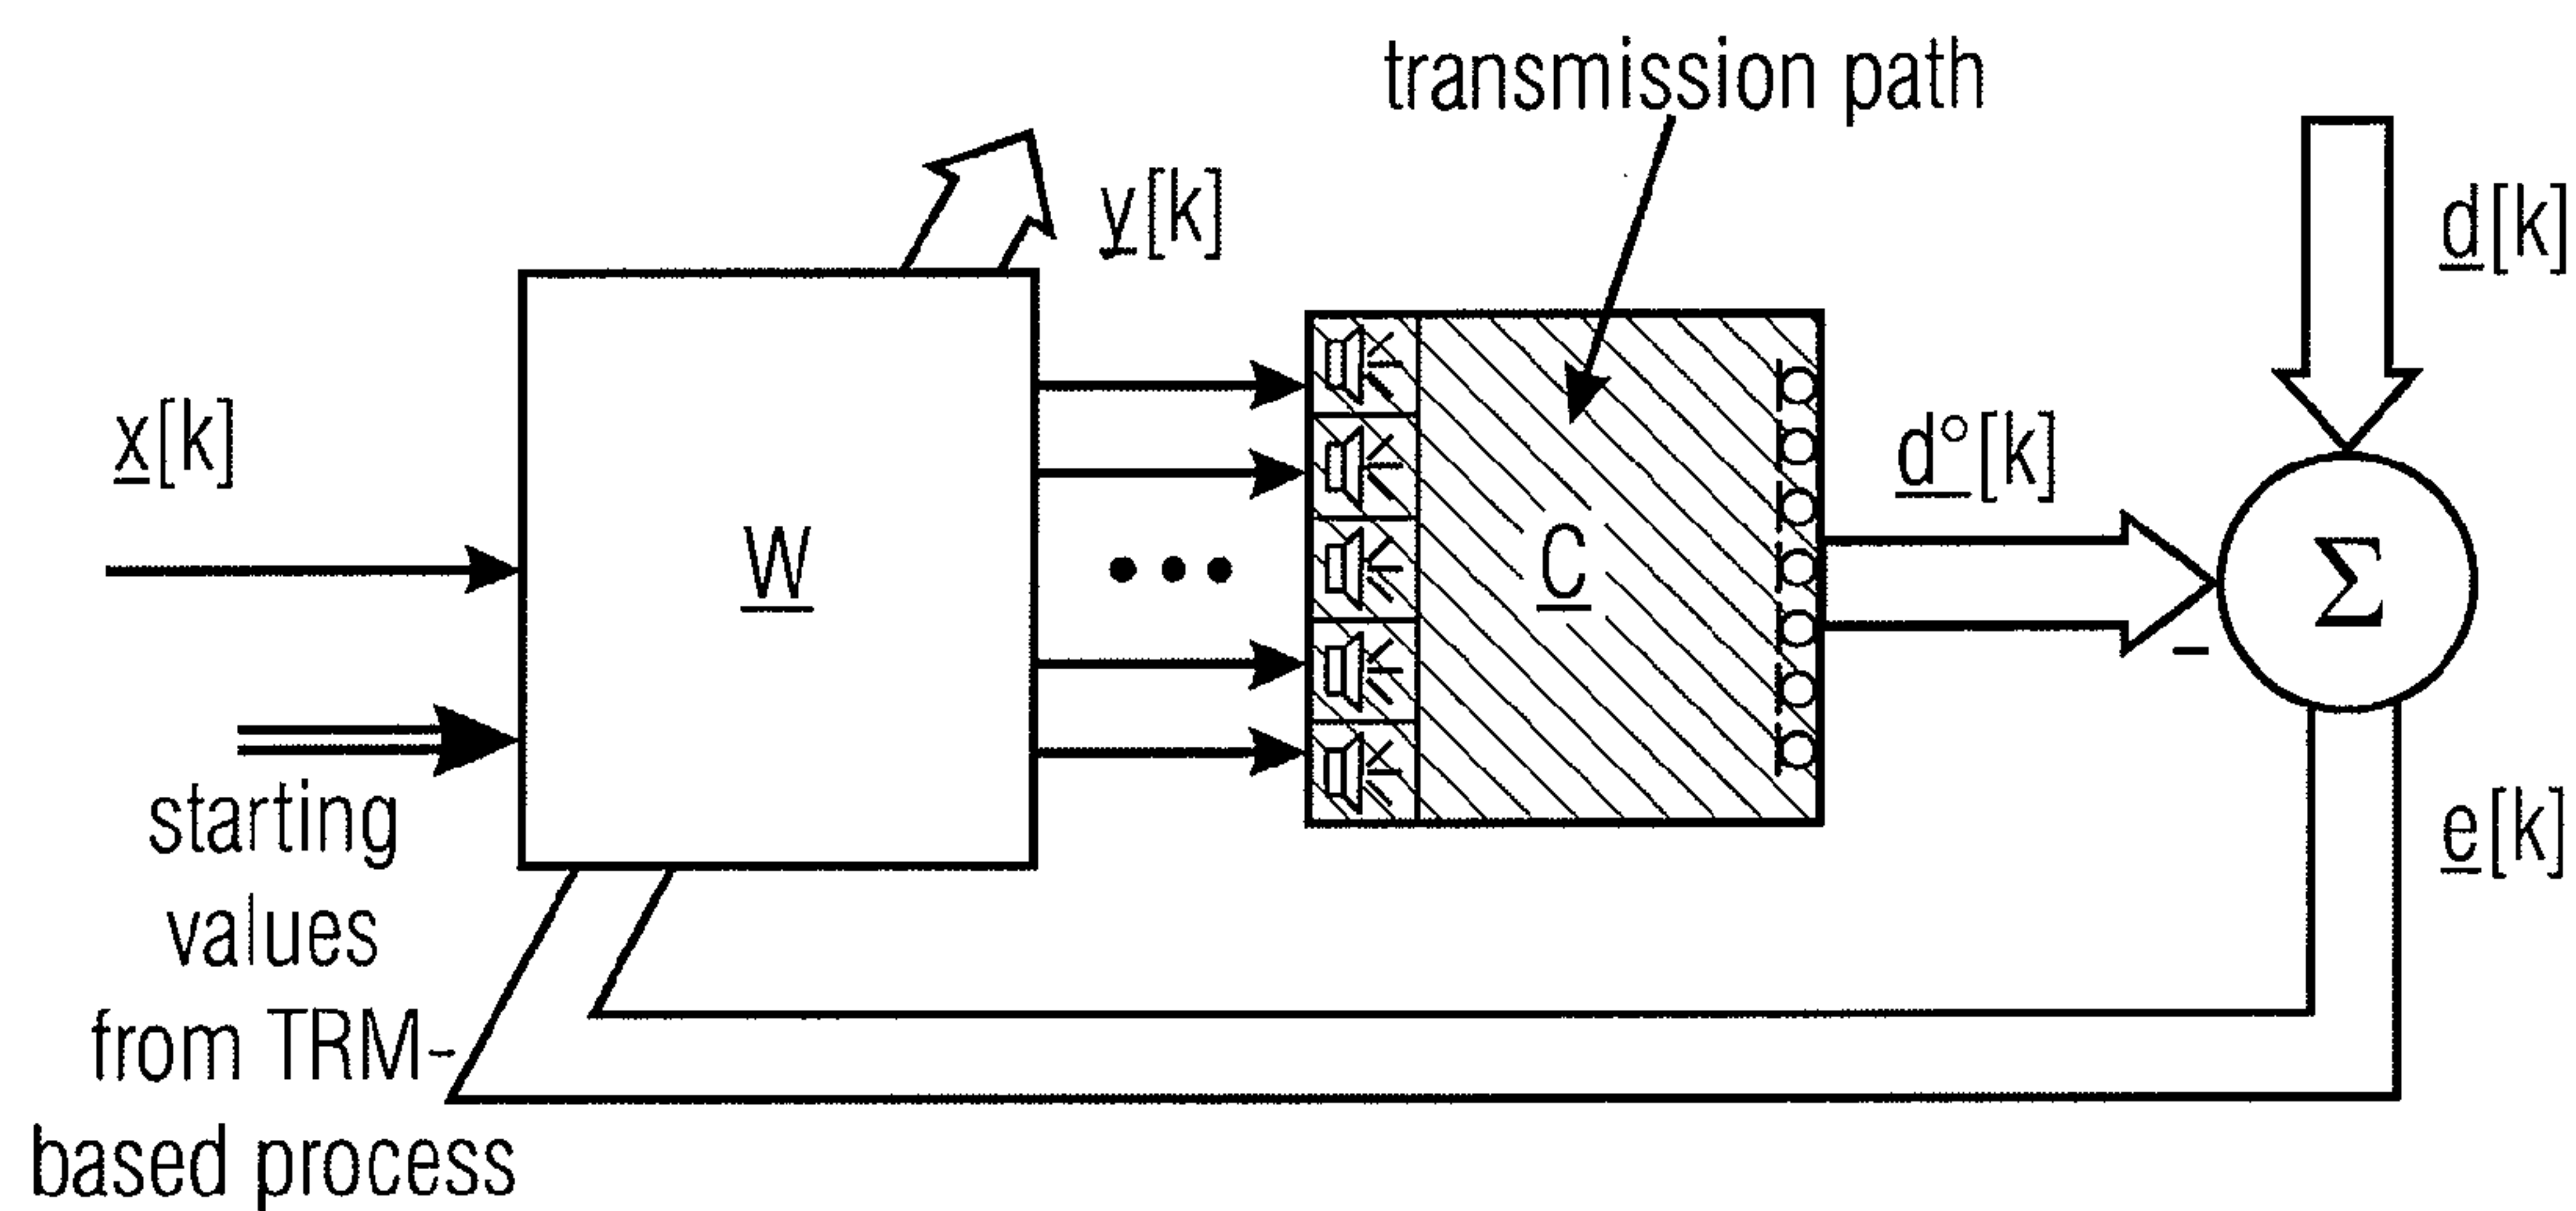 transmission path
y[k]
d[k]
x[k]
W
C
d°[k]
Σ
-
starting
values
from TRM-
based process
e[k]